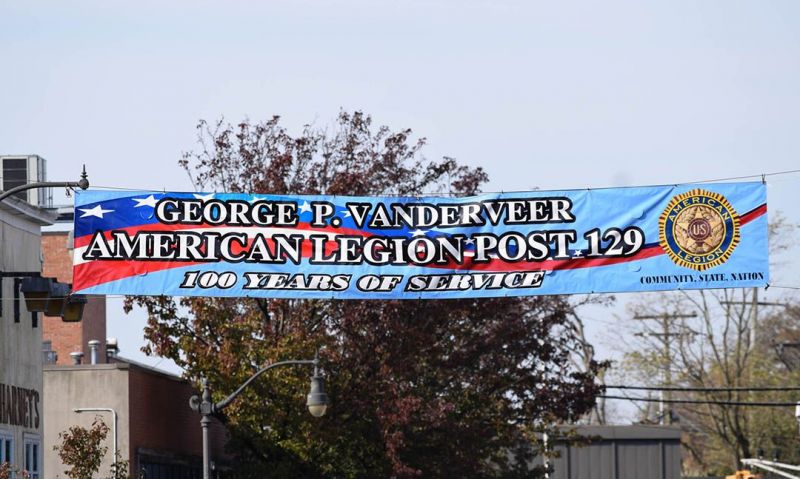 GEORGE P. VANDERVEER
AMERICAN LEGION POST 129
100 YEARS OF SERVICE
AMERICAN
US
LEGION
COMMUNITY, STATE, NATION